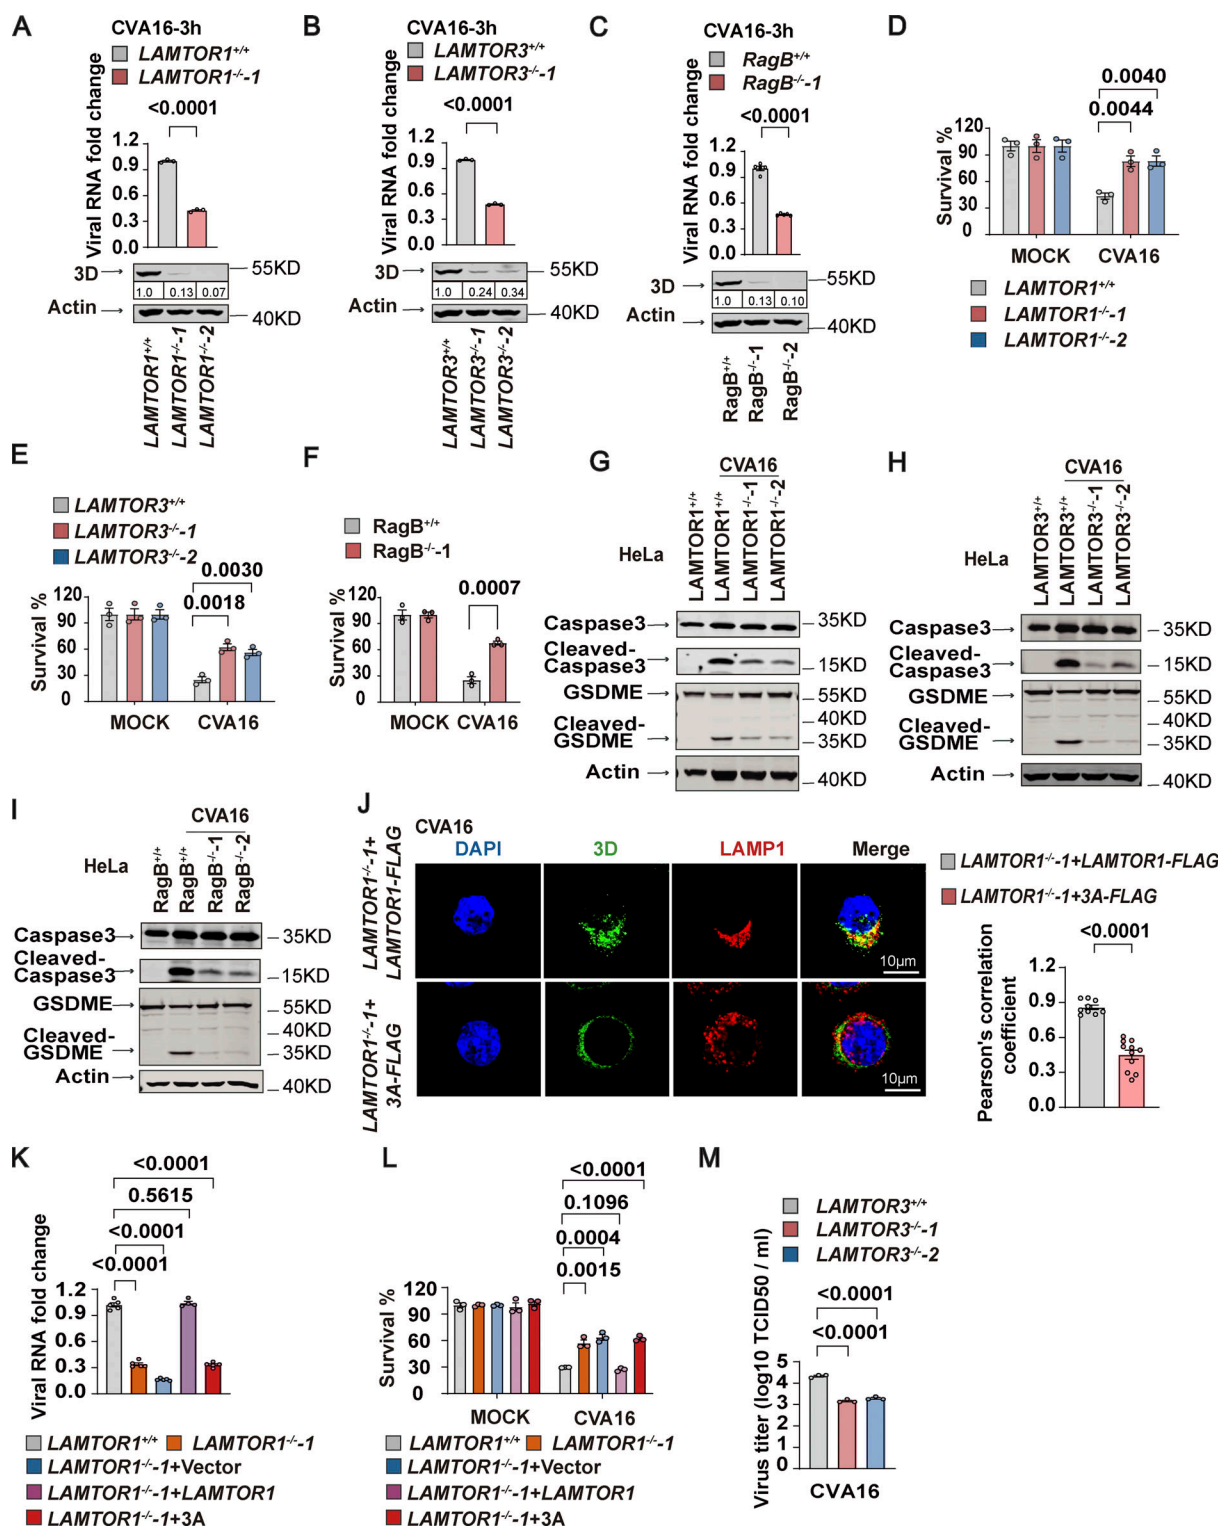 A
CVA16-3h
LAMTOR1+/+
LAMTOR1-/--1
<0.0001
Viral RNA fold change
1.2
0.9
0.3
0.0
3D
55KD
1.0 0.13 0.07
Actin
40KD
LAMTOR1+/+
LAMTOR1-/--1
LAMTOR1-/--2
B
CVA16-3h
LAMTOR3+/+
LAMTOR3-/--1
<0.0001
Viral RNA fold change
1.2
0.9
0.3
0.0
3D
55KD
1.0 0.24 0.34
Actin
40KD
LAMTOR3+/+
LAMTOR3-/--1
LAMTOR3-/--2
C
CVA16-3h
RagB+/+
RagB-/--1
<0.0001
Viral RNA fold change
1.2
0.9
0.3
0.0
3D
55KD
1.0 0.13 0.10
Actin
40KD
RagB+/+
RagB-/--1
RagB-/--2
D
0.0040
0.0044
Survival %
120
90
30
0
MOCK CVA16
LAMTOR1+/+
LAMTOR1-/--1
LAMTOR1-/--2
E
LAMTOR3+/+
LAMTOR3-/--1
LAMTOR3-/--2
0.0030
0.0018
Survival %
120
90
60
30
0
MOCK CVA16
F
RagB+/+
RagB-/--1
0.0007
Survival %
120
90
60
30
0
MOCK CVA16
G
CVA16
HeLa
LAMTOR1+/+
LAMTOR1+/+
LAMTOR1-/--1
LAMTOR1-/--2
Caspase3
35KD
Cleaved-
Caspase3
15KD
GSDME
55KD
40KD
Cleaved-
GSDME
35KD
Actin
40KD
H
CVA16
HeLa
LAMTOR3+/+
LAMTOR3+/+
LAMTOR3-/--1
LAMTOR3-/--2
Caspase3
35KD
Cleaved-
Caspase3
15KD
GSDME
55KD
40KD
Cleaved-
GSDME
35KD
Actin
40KD
I
CVA16
HeLa
RagB+/+
RagB+/+
RagB-/--1
RagB-/--2
Caspase3
35KD
Cleaved-
Caspase3
15KD
GSDME
55KD
40KD
Cleaved-
GSDME
35KD
Actin
40KD
J
CVA16
DAPI 3D LAMP1 Merge
LAMTOR1-/--1+
LAMTOR1-FLAG
10μm
LAMTOR1-/--1+
3A-FLAG
10μm
LAMTOR1-/--1+LAMTOR1-FLAG
LAMTOR1-/--1+3A-FLAG
<0.0001
Pearson's correlation
coefficient
1.2
0.9
0.6
0.3
0.0
K
<0.0001
0.5615
<0.0001
<0.0001
Viral RNA fold change
1.2
0.9
0.6
0.3
0.0
LAMTOR1+/+ LAMTOR1-/--1
LAMTOR1-/--1+Vector
LAMTOR1-/--1+LAMTOR1
LAMTOR1-/--1+3A
L
<0.0001
0.1096
0.0004
0.0015
Survival %
120
90
60
30
0
MOCK CVA16
LAMTOR1+/+ LAMTOR1-/--1
LAMTOR1-/--1+Vector
LAMTOR1-/--1+LAMTOR1
LAMTOR1-/--1+3A
M
LAMTOR3+/+
LAMTOR3-/--1
LAMTOR3-/--2
<0.0001
<0.0001
Virus titer (log10 TCID50 / ml)
5
4
3
2
1
0
CVA16